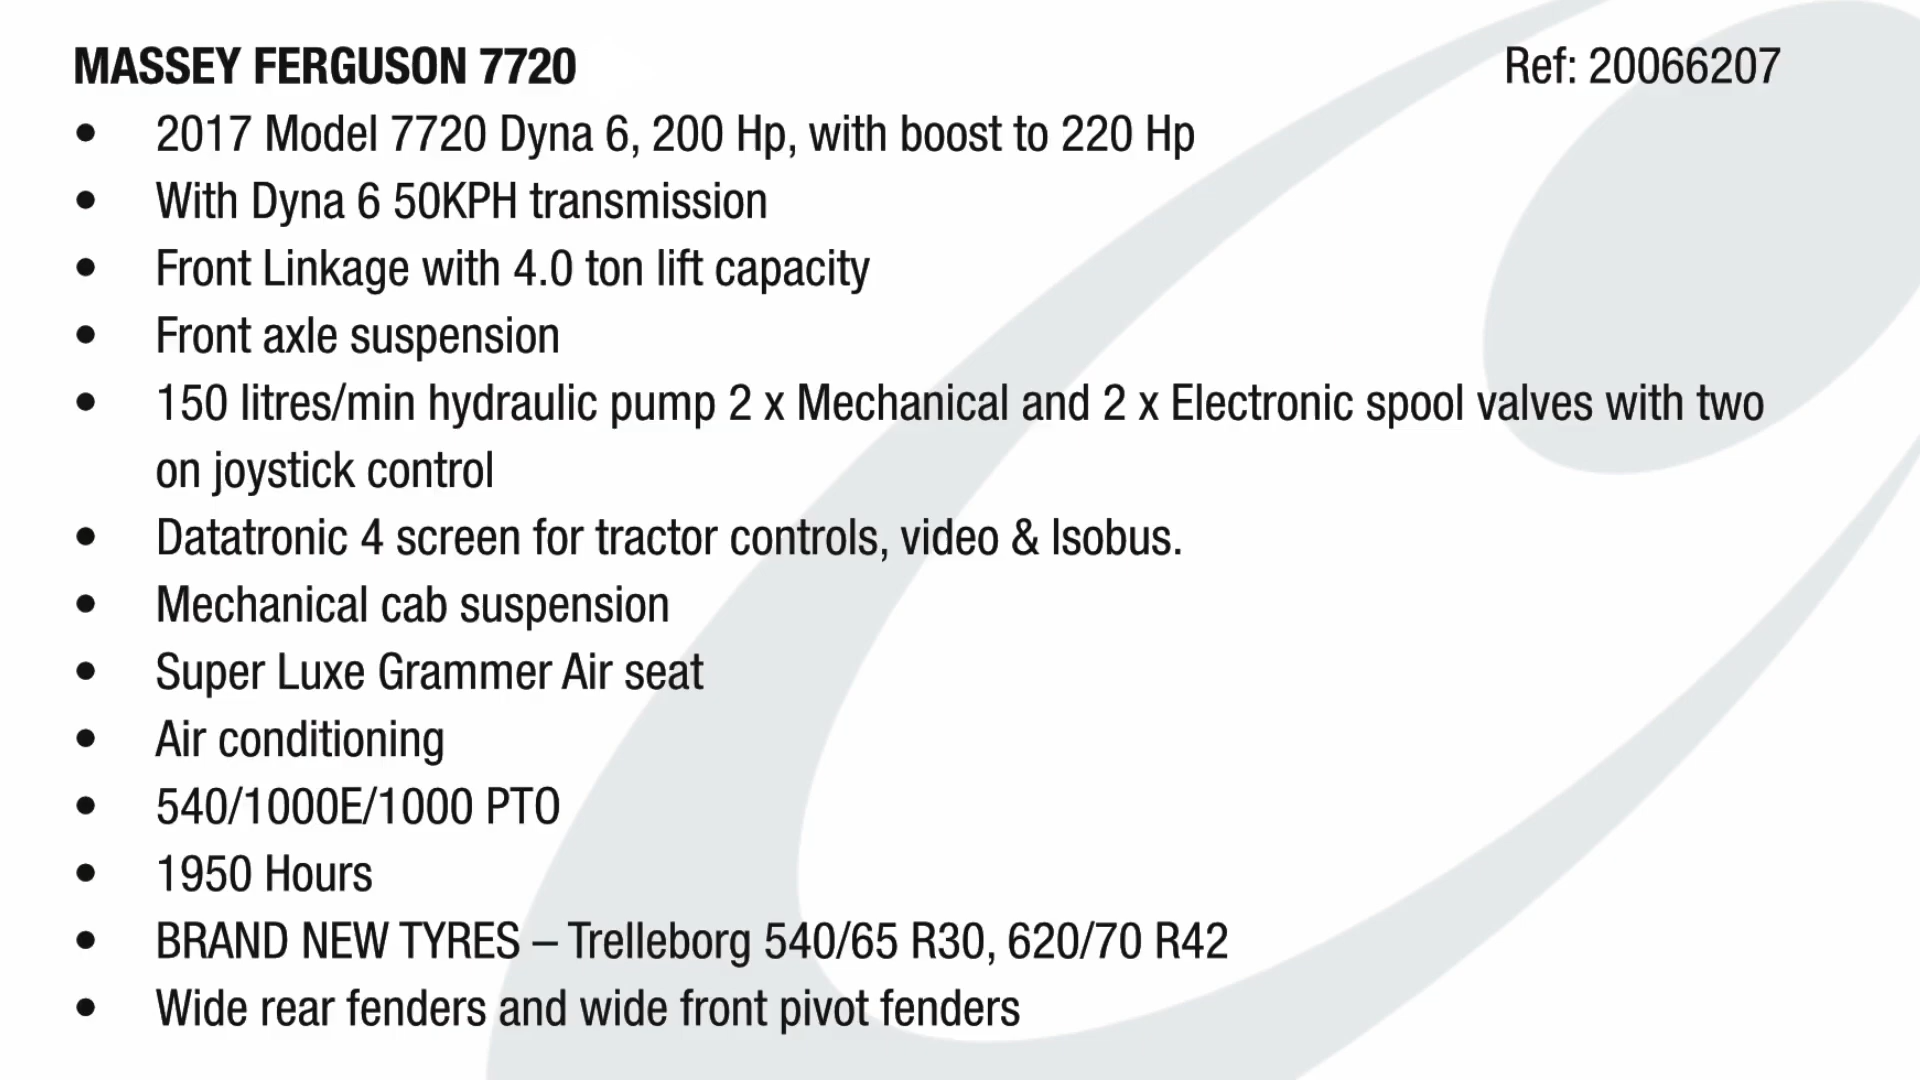 MASSEY FERGUSON 7720 Ref: 20066207
• 2017 Model 7720 Dyna 6, 200 Hp, with boost to 220 Hp
• With Dyna 6 50KPH transmission
• Front Linkage with 4.0 ton lift capacity
• Front axle suspension
• 150 litres/min hydraulic pump 2 x Mechanical and 2 x Electronic spool valves with two
on joystick control
• Datatronic 4 screen for tractor controls, video & Isobus.
• Mechanical cab suspension
• Super Luxe Grammer Air seat
• Air conditioning
• 540/1000E/1000 PTO
• 1950 Hours
• BRAND NEW TYRES – Trelleborg 540/65 R30, 620/70 R42
• Wide rear fenders and wide front pivot fenders